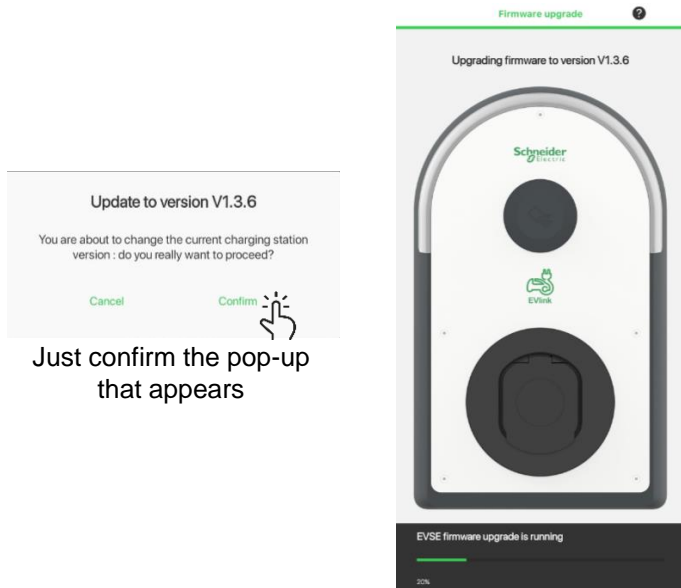 Update to version V1.3.6
You are about to change the current charging station
version : do you really want to proceed?
Cancel
Confirm
Just confirm the pop-up
that appears
Firmware upgrade
?
Upgrading firmware to version V1.3.6
Schneider
Electric
EVlink
EVSE firmware upgrade is running
20%